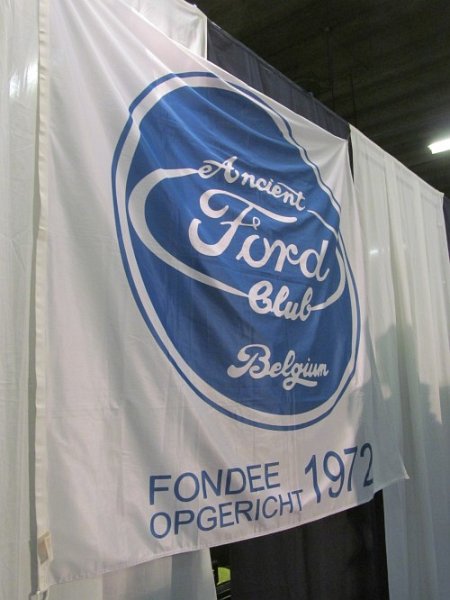 Ancient
Ford
Club
Belgium
FONDEE
OPGERICHT 1972